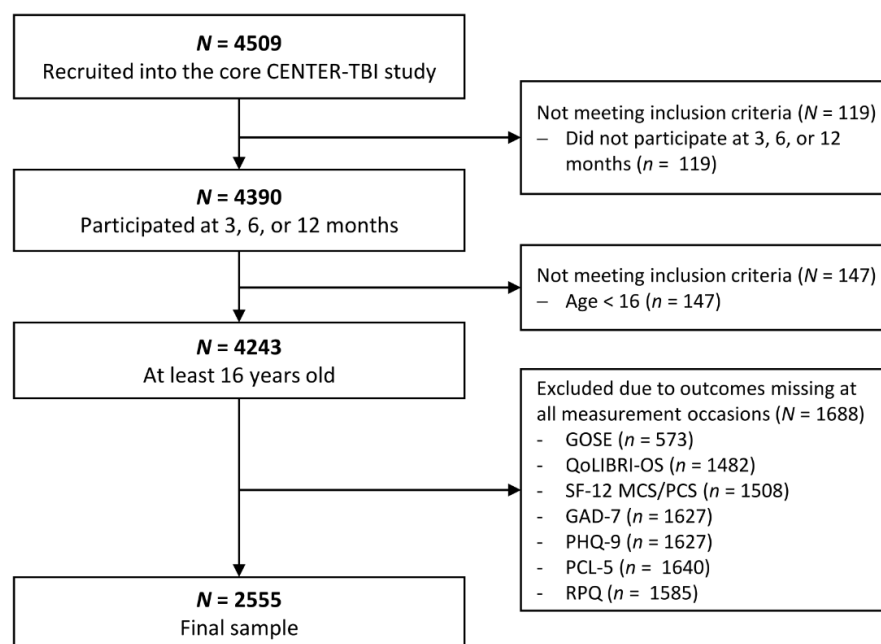 N = 4509
Recruited into the core CENTER-TBI study
Not meeting inclusion criteria (N = 119)
– Did not participate at 3, 6, or 12
months (n = 119)
N = 4390
Participated at 3, 6, or 12 months
Not meeting inclusion criteria (N = 147)
– Age < 16 (n = 147)
N = 4243
At least 16 years old
Excluded due to outcomes missing at
all measurement occasions (N = 1688)
- GOSE (n = 573)
- QoLIBRI-OS (n = 1482)
- SF-12 MCS/PCS (n = 1508)
- GAD-7 (n = 1627)
- PHQ-9 (n = 1627)
- PCL-5 (n = 1640)
- RPQ (n = 1585)
N = 2555
Final sample